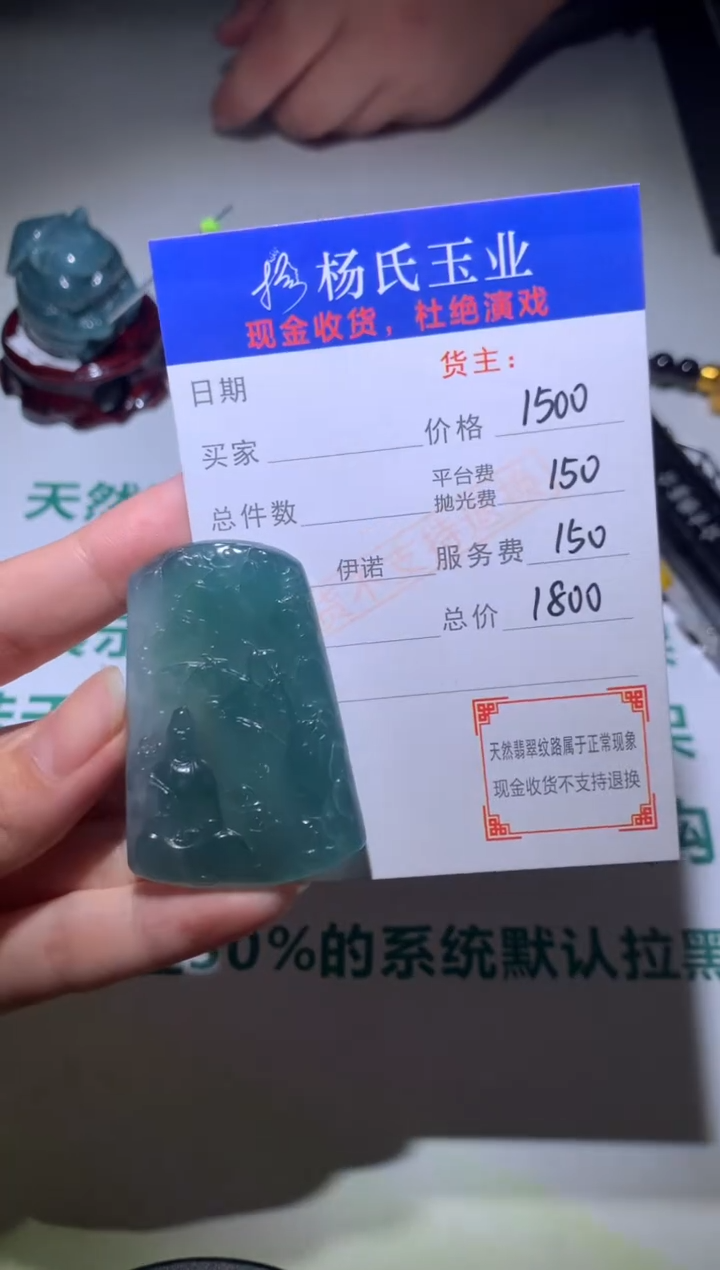 杨氏玉业
现金收货，杜绝演戏
货主：
日期
买家 价格 1500
总件数 平台费 抛光费 150
伊诺 服务费 150
总价 1800
天然翡翠纹路属于正常现象
现金收货不支持退换
天然
50%的系统默认拉黑